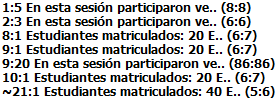 1:5 En esta sesión participaron ve.. (8:8)
2:3 En esta sesión participaron ve.. (6:6)
8:1 Estudiantes matriculados: 20 E.. (6:7)
9:1 Estudiantes matriculados: 20 E.. (6:7)
9:20 En esta sesión participaron ve.. (86:86)
10:1 Estudiantes matriculados: 20 E.. (6:7)
~21:1 Estudiantes matriculados: 40 E.. (5:6)